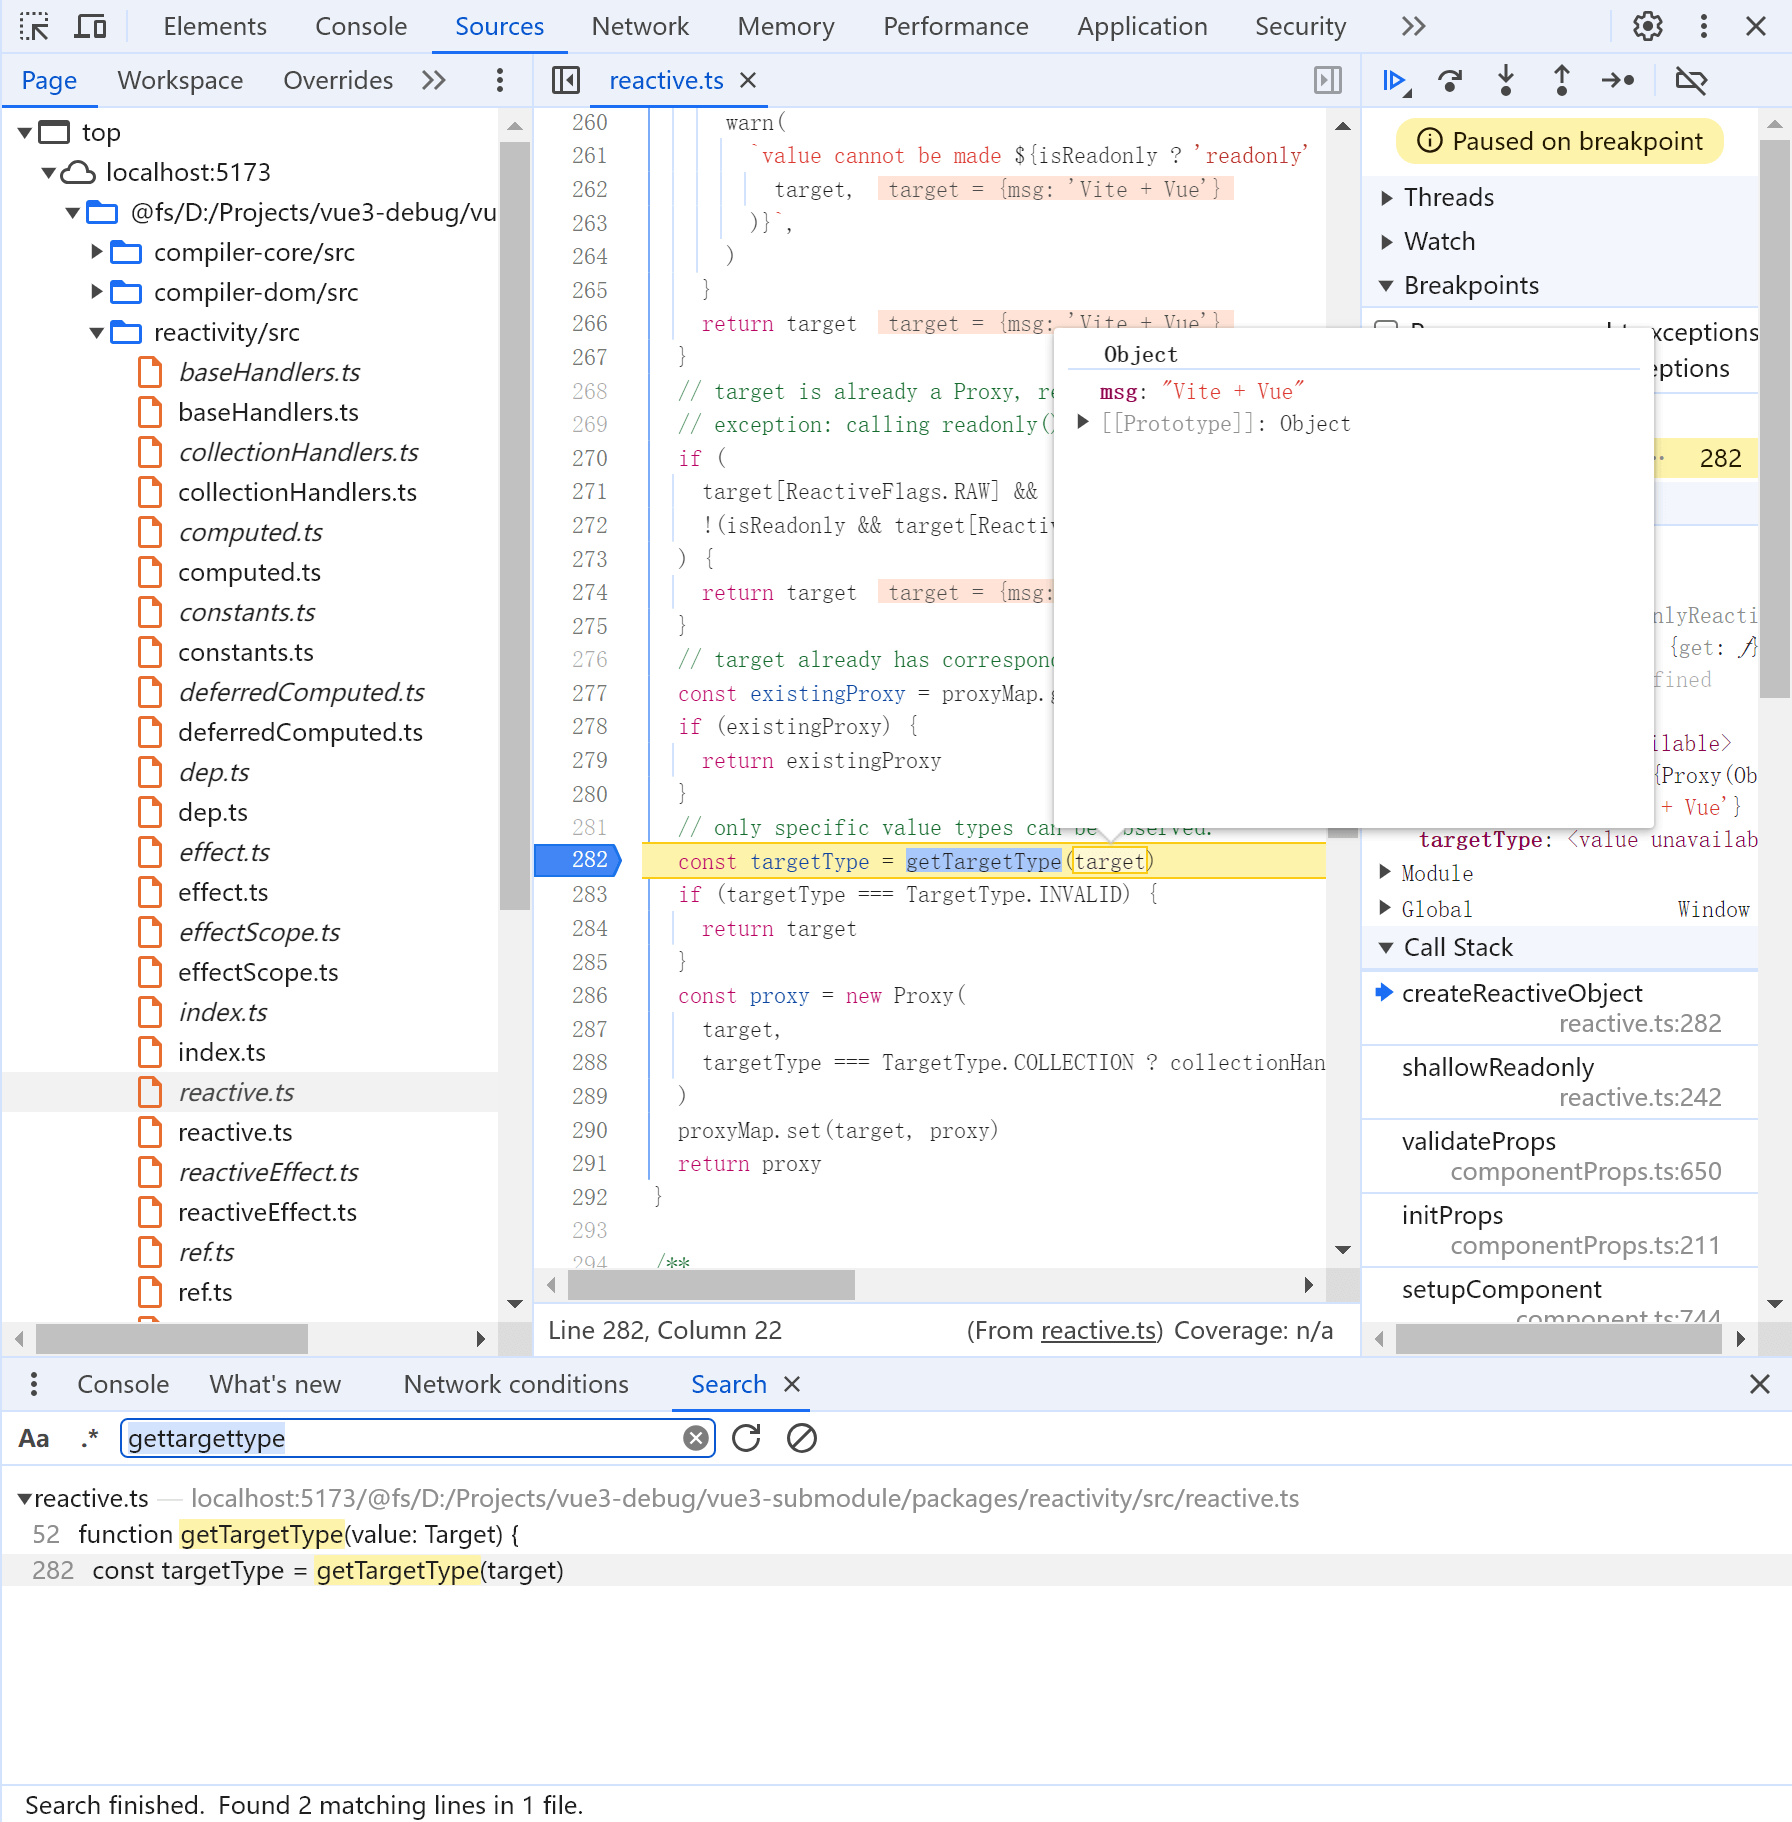 Elements Console Sources Network Memory Performance Application Security
Page Workspace Overrides
reactive.ts
top
localhost:5173
@fs/D:/Projects/vue3-debug/vu
compiler-core/src
compiler-dom/src
reactivity/src
baseHandlers.ts
baseHandlers.ts
collectionHandlers.ts
collectionHandlers.ts
computed.ts
computed.ts
constants.ts
constants.ts
deferredComputed.ts
deferredComputed.ts
dep.ts
dep.ts
effect.ts
effect.ts
effectScope.ts
effectScope.ts
index.ts
index.ts
reactive.ts
reactive.ts
reactiveEffect.ts
reactiveEffect.ts
ref.ts
ref.ts
260 warn(
261 `value cannot be made ${isReadonly ? 'readonly'
262 target, target = {msg: 'Vite + Vue'}
263 )}`,
264 )
265 }
266 return target target = {msg: 'Vite + Vue'}
267 }
268 // target is already a Proxy, re
269 // exception: calling readonly()
270 if (
271 target[ReactiveFlags.RAW] &&
272 !(isReadonly && target[Reactiv
273 ) {
274 return target target = {msg:
275 }
276 // target already has correspond
277 const existingProxy = proxyMap.g
278 if (existingProxy) {
279 return existingProxy
280 }
281 // only specific value types can be observed.
282 const targetType = getTargetType(target)
283 if (targetType === TargetType.INVALID) {
284 return target
285 }
286 const proxy = new Proxy(
287 target,
288 targetType === TargetType.COLLECTION ? collectionHan
289 )
290 proxyMap.set(target, proxy)
291 return proxy
292 }
293
294 /**
Line 282, Column 22 (From reactive.ts) Coverage: n/a
Object
msg: "Vite + Vue"
[[Prototype]]: Object
Paused on breakpoint
Threads
Watch
Breakpoints
xceptions
eptions
282
nlyReacti
{get: ƒ}
fined
ilable>
{Proxy(Ob
+ Vue'}
targetType: <value unavailab
Module
Global Window
Call Stack
createReactiveObject
reactive.ts:282
shallowReadonly
reactive.ts:242
validateProps
componentProps.ts:650
initProps
componentProps.ts:211
setupComponent
component.ts:744
Console What's new Network conditions Search
Aa .* gettargettype
reactive.ts — localhost:5173/@fs/D:/Projects/vue3-debug/vue3-submodule/packages/reactivity/src/reactive.ts
52 function getTargetType(value: Target) {
282 const targetType = getTargetType(target)
Search finished. Found 2 matching lines in 1 file.